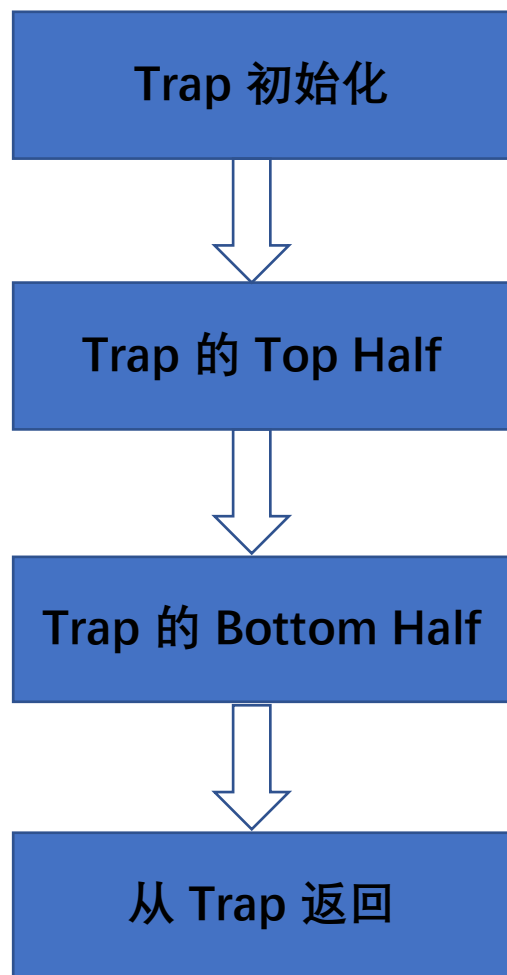 Trap 初始化
Trap 的 Top Half
Trap 的 Bottom Half
从 Trap 返回